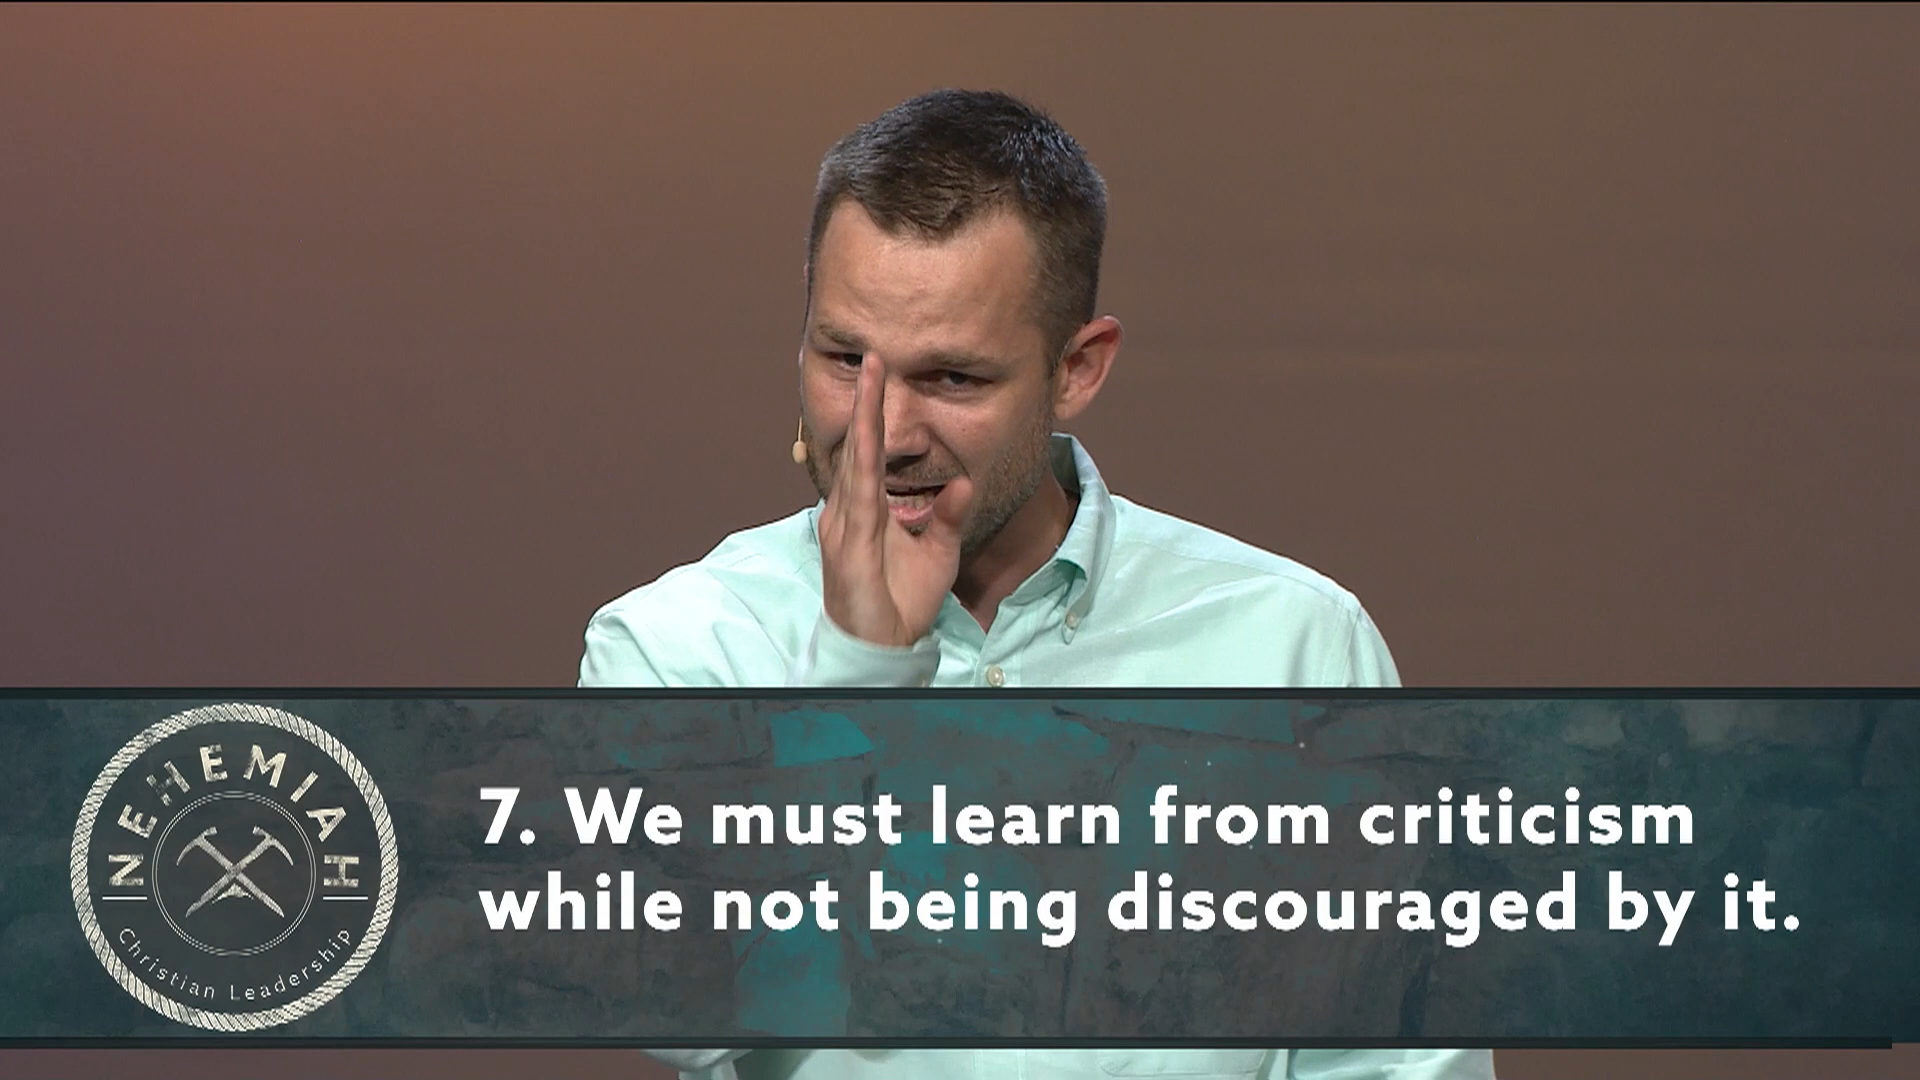 NEHEMIAH
Christian Leadership
7. We must learn from criticism
while not being discouraged by it.